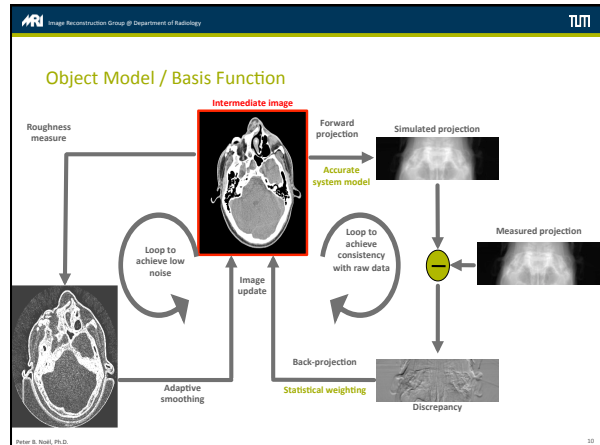 MRI Image Reconstruction Group @ Department of Radiology
TUM
Object Model / Basis Function
Intermediate image
Roughness
measure
Forward
projection
Simulated projection
Accurate
system model
Measured projection
Loop to
achieve low
noise
Loop to
achieve
consistency
with raw data
Image
update
Back-projection
Adaptive
smoothing
Statistical weighting
Discrepancy
Peter B. Noël, Ph.D.
10